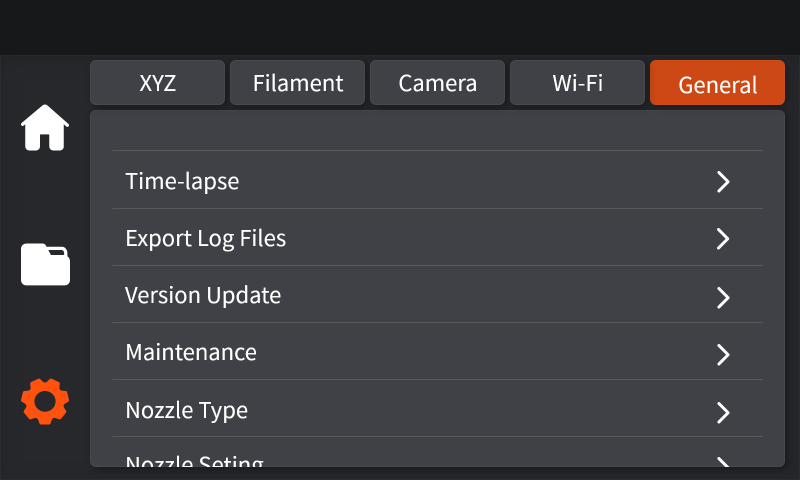 XYZ Filament Camera Wi-Fi General
Time-lapse
Export Log Files
Version Update
Maintenance
Nozzle Type
Nozzle Seting